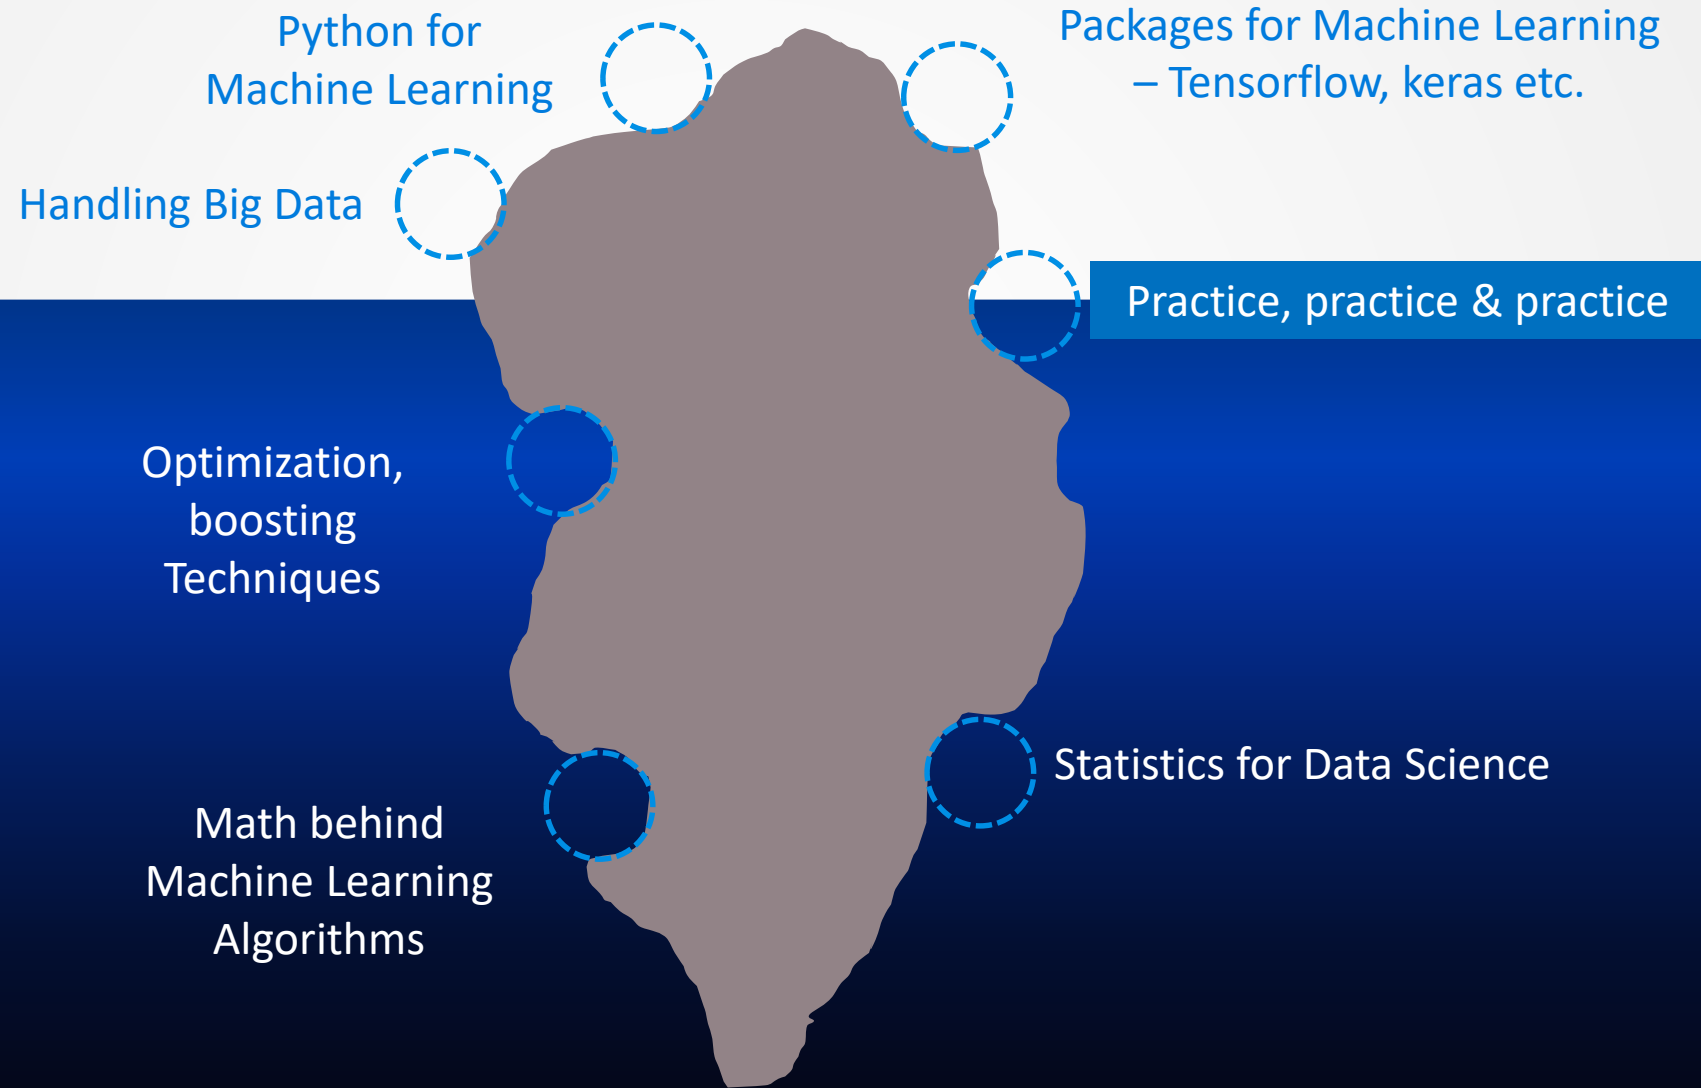 Python for
Machine Learning
Packages for Machine Learning
– Tensorflow, keras etc.
Handling Big Data
Practice, practice & practice
Optimization,
boosting
Techniques
Statistics for Data Science
Math behind
Machine Learning
Algorithms